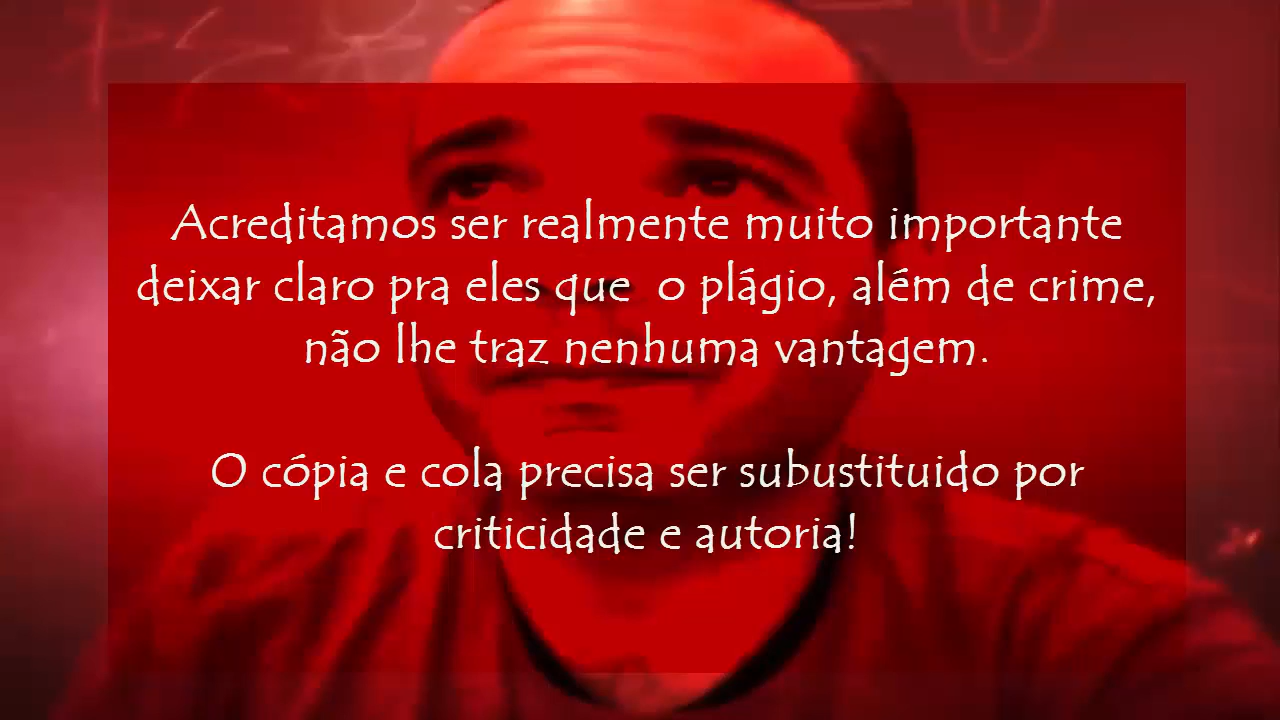 Acreditamos ser realmente muito importante
deixar claro pra eles que o plágio, além de crime,
não lhe traz nenhuma vantagem.
O cópia e cola precisa ser subustituido por
criticidade e autoria!